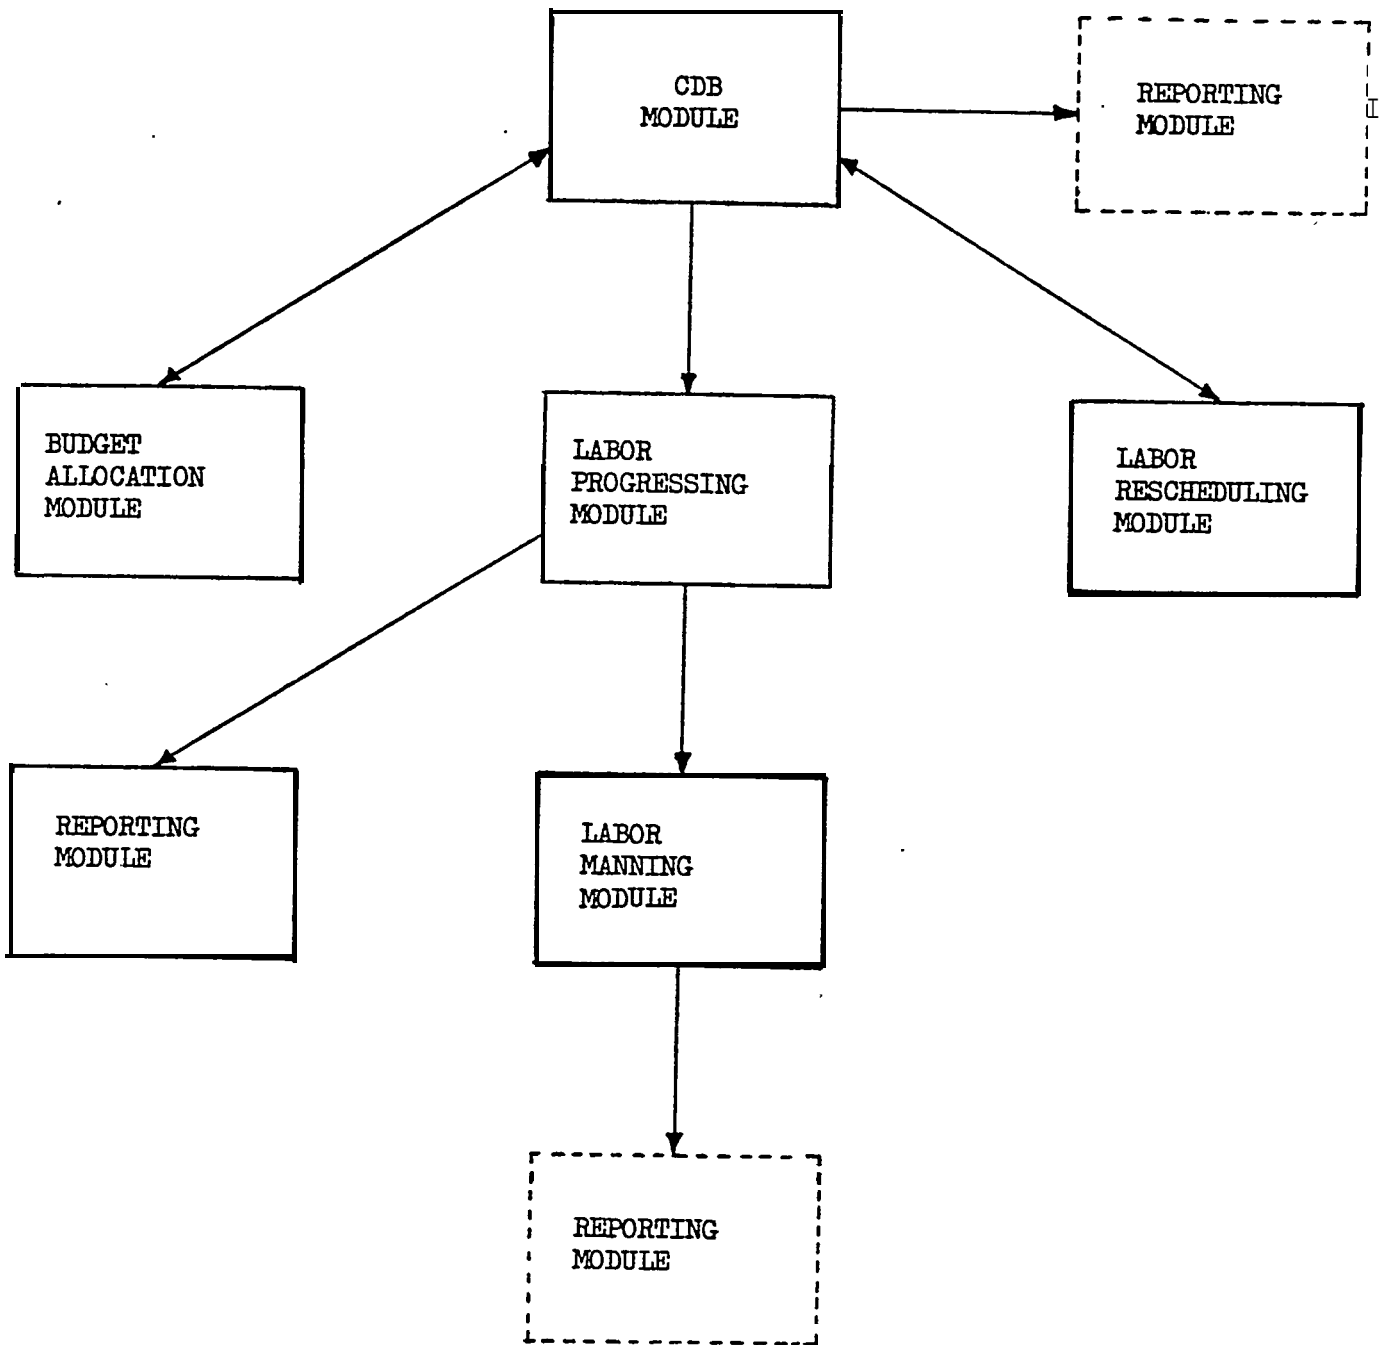 CDB
MODULE
REPORTING
MODULE
BUDGET
ALLOCATION
MODULE
LABOR
PROGRESSING
MODULE
LABOR
RESCHEDULING
MODULE
REPORTING
MODULE
LABOR
MANNING
MODULE
REPORTING
MODULE